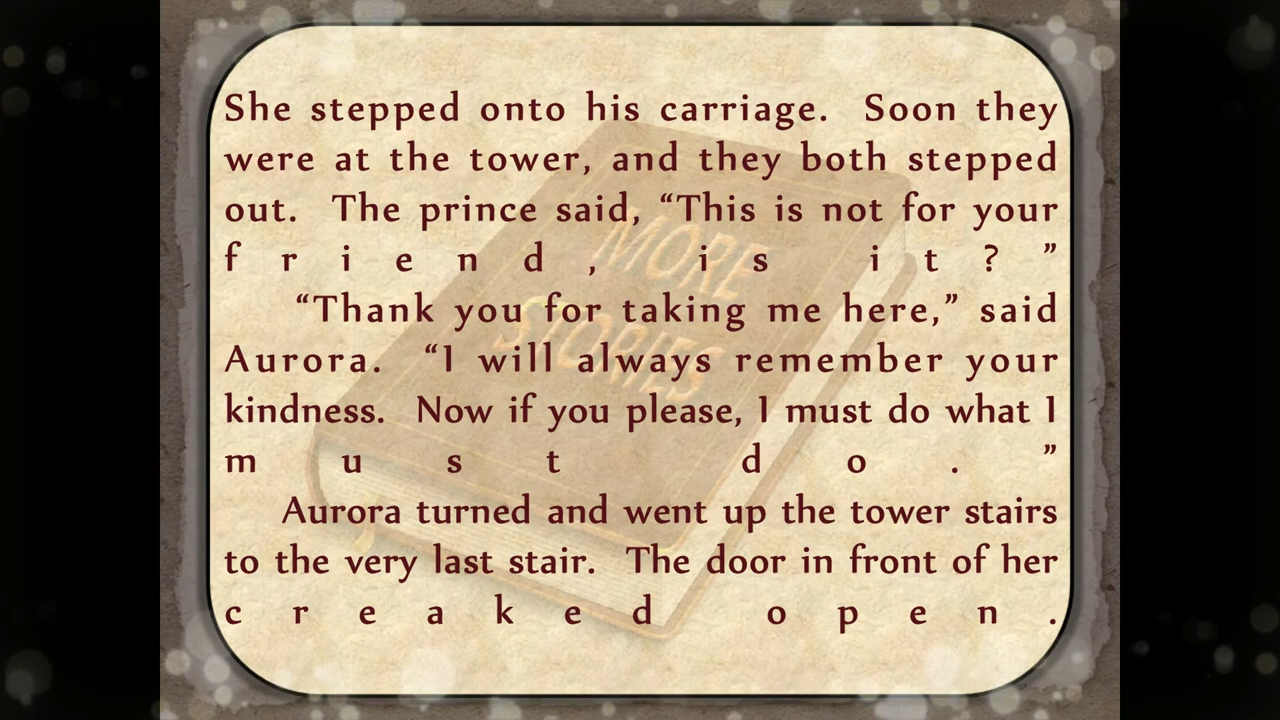 She stepped onto his carriage. Soon they
were at the tower, and they both stepped
out. The prince said, “This is not for your
friend, is it?”
“Thank you for taking me here,” said
Aurora. “I will always remember your
kindness. Now if you please, I must do what I
must do.”
Aurora turned and went up the tower stairs
to the very last stair. The door in front of her
creaked open.
MORE
STORIES